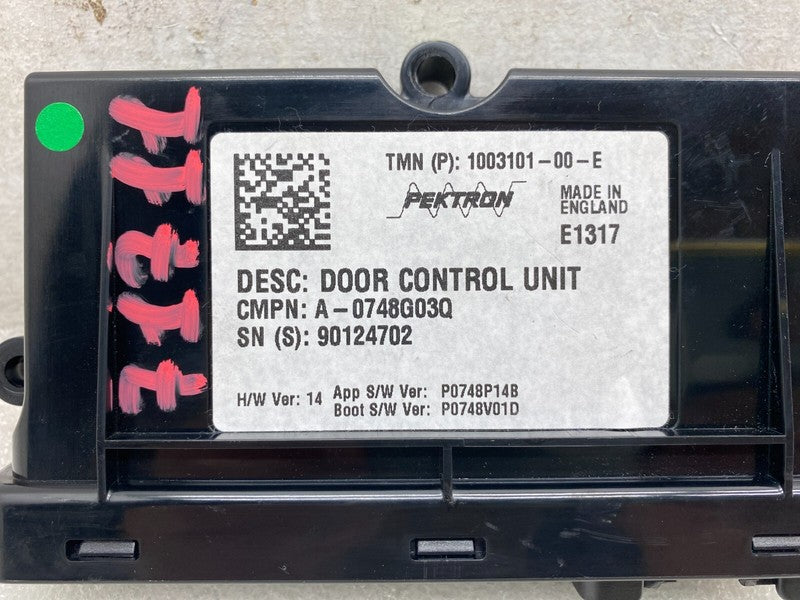 TMN (P): 1003101-00-E
PEKTRON
MADE IN
ENGLAND
E1317
DESC: DOOR CONTROL UNIT
CMPN: A-0748G03Q
SN (S): 90124702
H/W Ver: 14 App S/W Ver: P0748P14B
Boot S/W Ver: P0748V01D